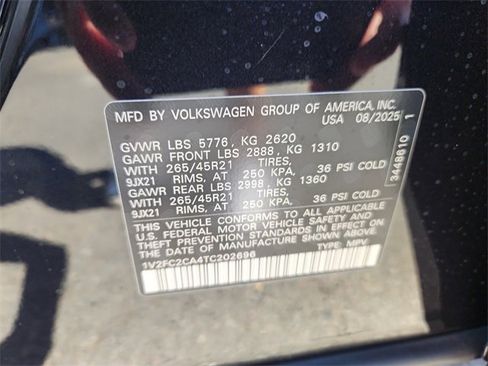 MFD BY VOLKSWAGEN GROUP OF AMERICA, INC.
USA 08/2025
GVWR LBS 5776, KG 2620
GAWR FRONT LBS 2888, KG 1310
WITH 265/45R21 TIRES,
9JX21 RIMS, AT 250 KPA, 36 PSI COLD
GAWR REAR LBS 2998, KG 1360
WITH 265/45R21 TIRES,
9JX21 RIMS, AT 250 KPA, 36 PSI COLD
THIS VEHICLE CONFORMS TO ALL APPLICABLE
U.S. FEDERAL MOTOR VEHICLE SAFETY AND
THEFT PREVENTION STANDARDS IN EFFECT ON
DATE OF MANUFACTURE SHOWN ABOVE.
1V2FC2CA4TC202696 TYPE: MPV
3448610 1